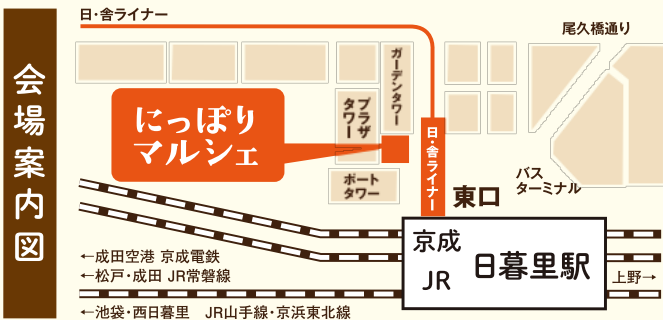 会場案内図
日・舎ライナー
尾久橋通り
ガーデンタワー
プラザ
タワー
にっぽり
マルシェ
ポート
タワー
日・舎ライナー
東口
バス
ターミナル
京成
JR
日暮里駅
←成田空港 京成電鉄
←松戸・成田 JR常磐線
上野→
←池袋・西日暮里 JR山手線・京浜東北線